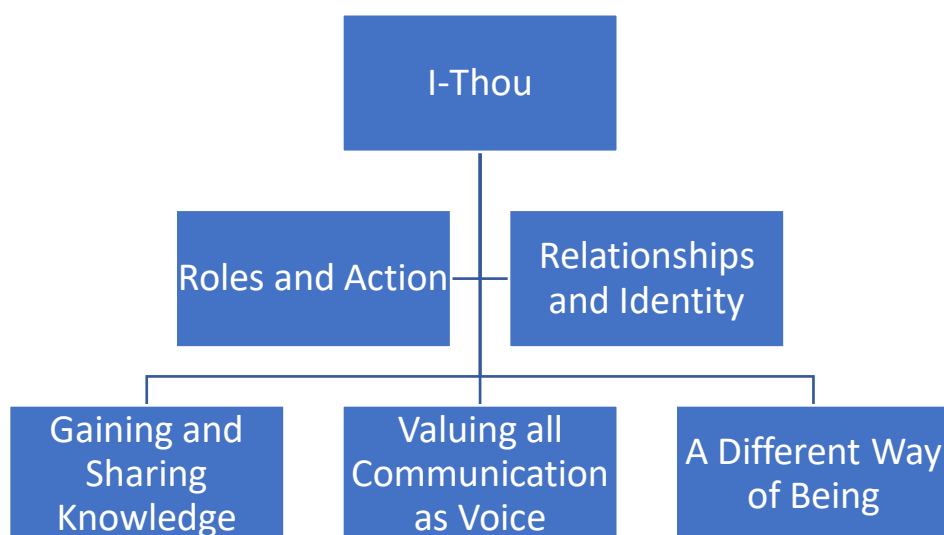 I-Thou
Roles and Action
Relationships
and Identity
Gaining and
Sharing
Knowledge
Valuing all
Communication
as Voice
A Different Way
of Being